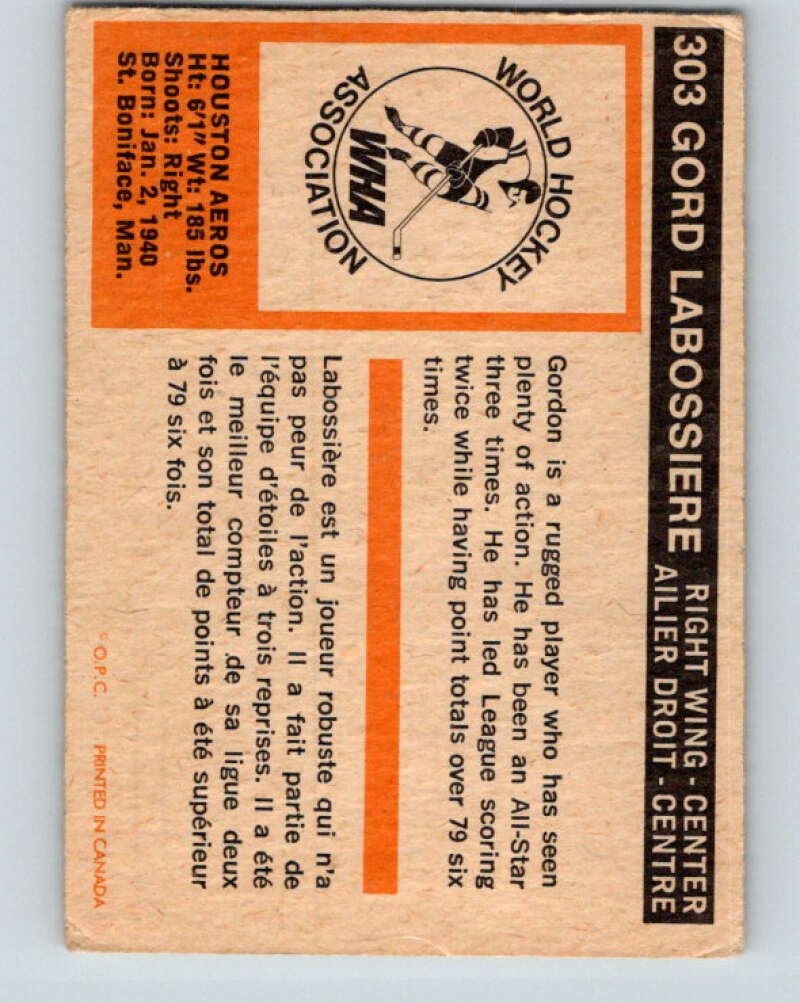 303 GORD LABOSSIERE
RIGHT WING - CENTER
AILIER DROIT - CENTRE
WORLD HOCKEY
ASSOCIATION
WHA
HOUSTON AEROS
Ht: 6'1" Wt: 185 lbs.
Shoots: Right
Born: Jan. 2, 1940
St. Boniface, Man.
Gordon is a rugged player who has seen
plenty of action. He has been an All-Star
three times. He has led League scoring
twice while having point totals over 79 six
times.
Labossière est un joueur robuste qui n'a
pas peur de l'action. Il a fait partie de
l'équipe d'étoiles à trois reprises. Il a été
le meilleur compteur de sa ligue deux
fois et son total de points à été supérieur
à 79 six fois.
© O.P.C. PRINTED IN CANADA